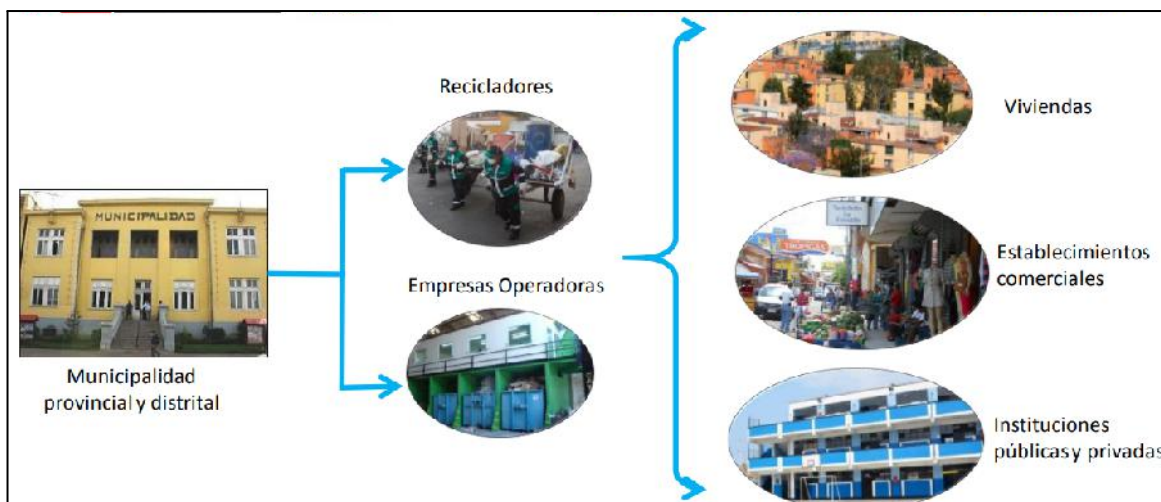 Recicladores
Viviendas
MUNICIPALIDAD
TROPICAL
Establecimientos
comerciales
Empresas Operadoras
Municipalidad
provincial y distrital
Instituciones
públicas y privadas